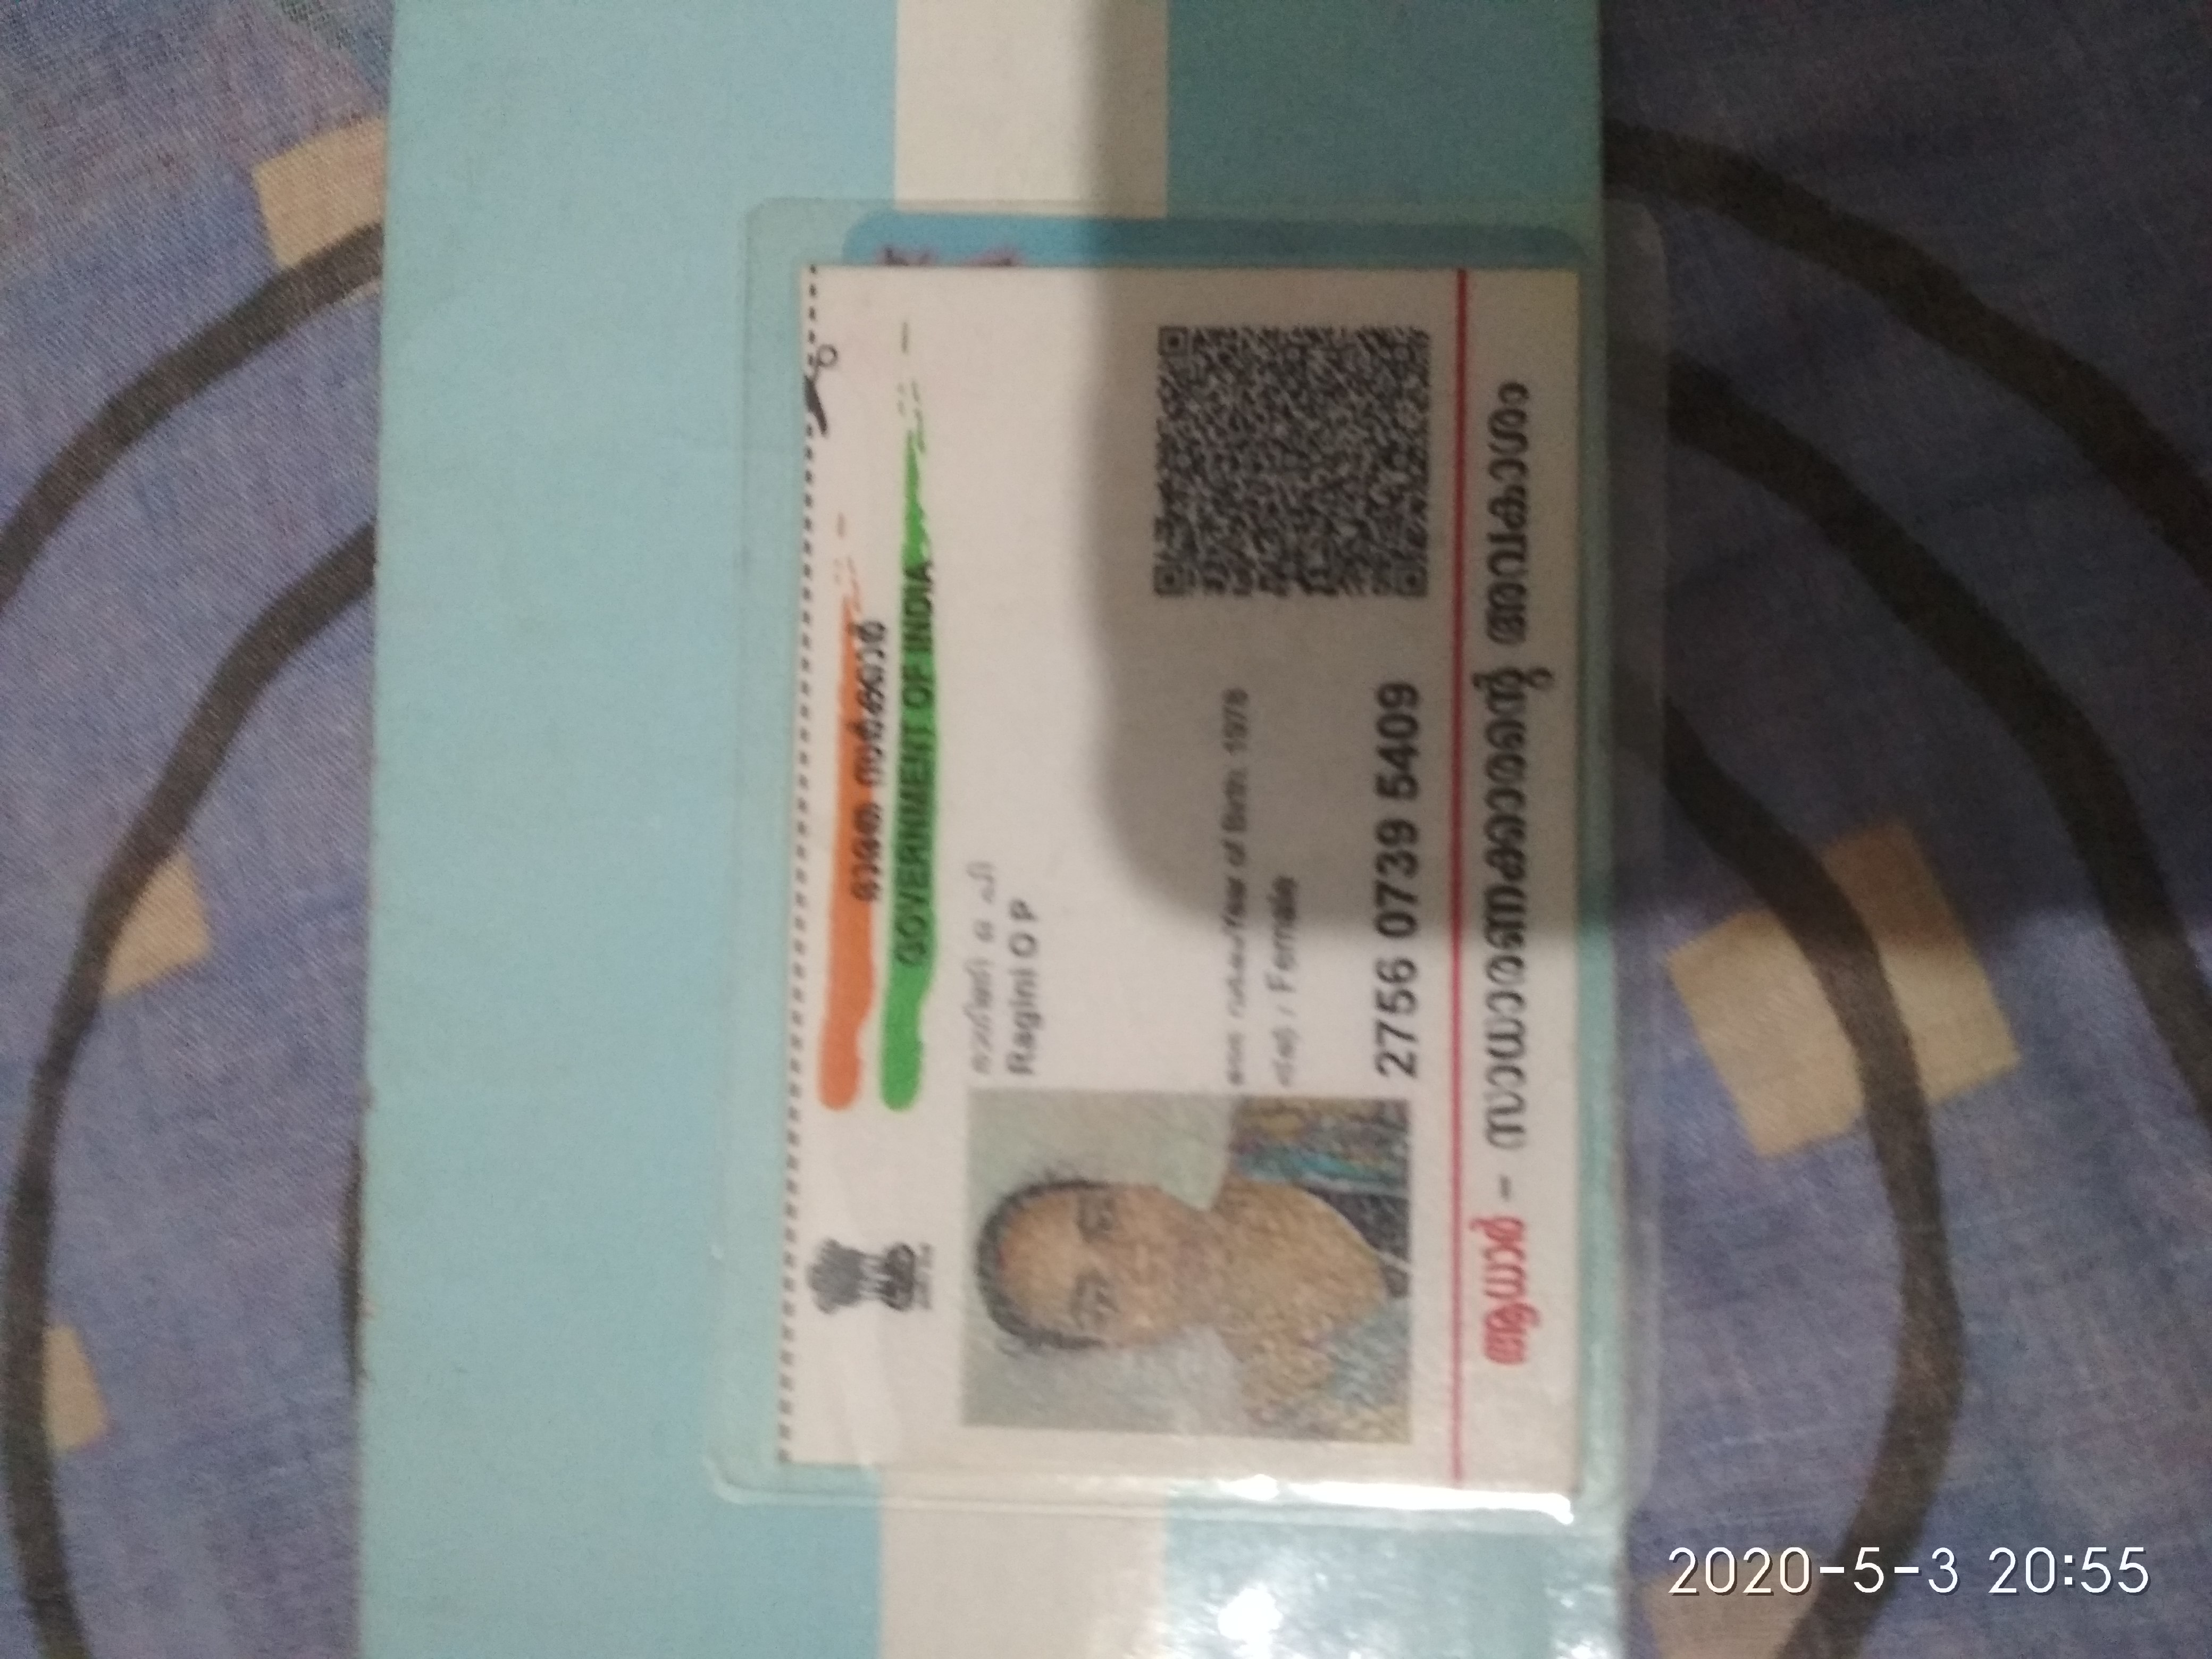 ഭാരത സർക്കാർ
GOVERNMENT OF INDIA
രാഗിണി ഒ പി
Ragini O P
ജനന വർഷം/Year of Birth: 1978
സ്ത്രീ / Female
2756 0739 5409
ആധാർ - സാധാരണക്കാരന്റെ അവകാശം
2020-5-3 20:55